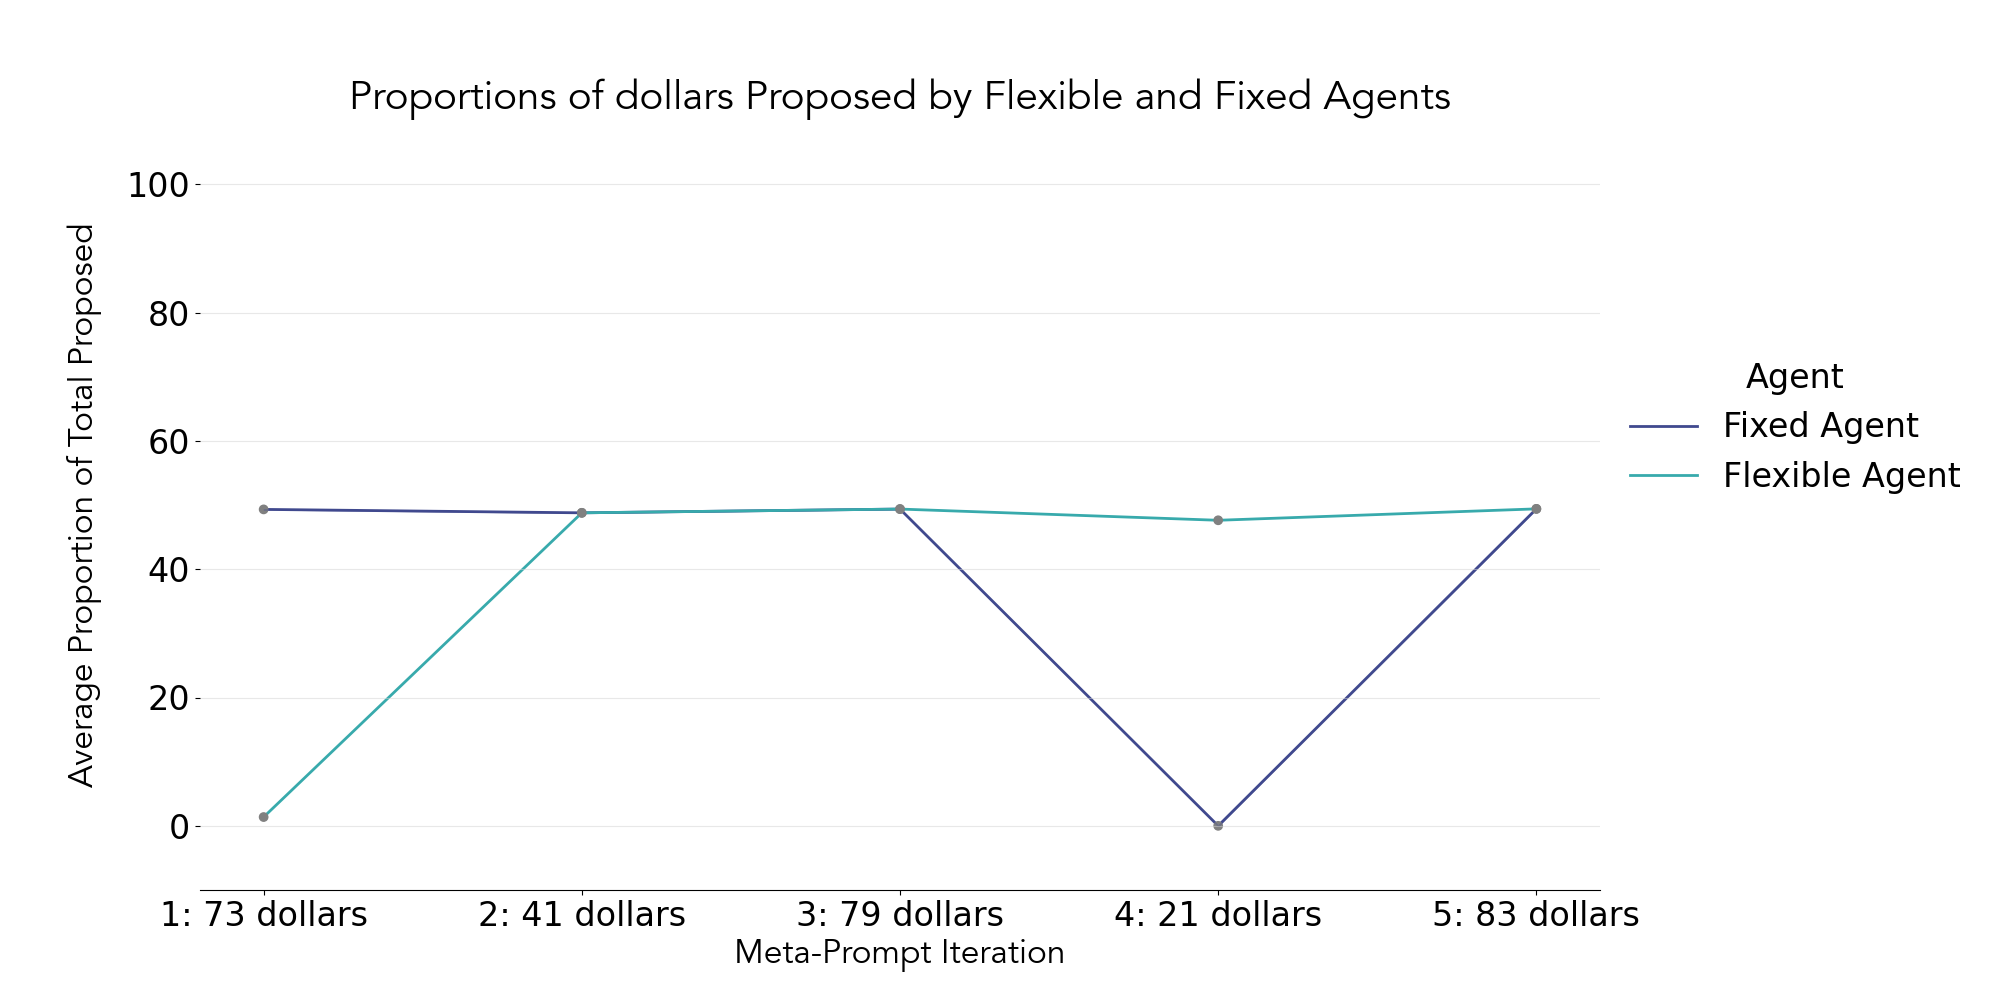 Proportions of dollars Proposed by Flexible and Fixed Agents
Average Proportion of Total Proposed
100
80
60
40
20
0
1: 73 dollars
2: 41 dollars
3: 79 dollars
4: 21 dollars
5: 83 dollars
Meta-Prompt Iteration
Agent
Fixed Agent
Flexible Agent